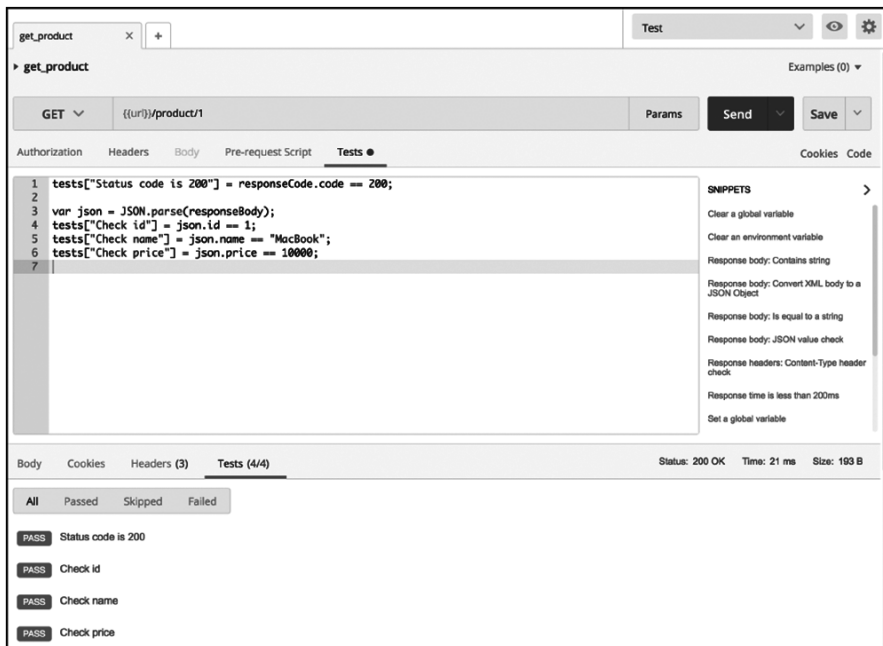 get_product × +
Test
get_product
Examples (0)
GET
{{url}}/product/1
Params
Send
Save
Authorization Headers Body Pre-request Script Tests
Cookies Code
1 tests["Status code is 200"] = responseCode.code == 200;
2
3 var json = JSON.parse(responseBody);
4 tests["Check id"] = json.id == 1;
5 tests["Check name"] = json.name == "MacBook";
6 tests["Check price"] = json.price == 10000;
7
SNIPPETS
Clear a global variable
Clear an environment variable
Response body: Contains string
Response body: Convert XML body to a
JSON Object
Response body: Is equal to a string
Response body: JSON value check
Response headers: Content-Type header
check
Response time is less than 200ms
Set a global variable
Body Cookies Headers (3) Tests (4/4)
Status: 200 OK Time: 21 ms Size: 193 B
All Passed Skipped Failed
PASS Status code is 200
PASS Check id
PASS Check name
PASS Check price